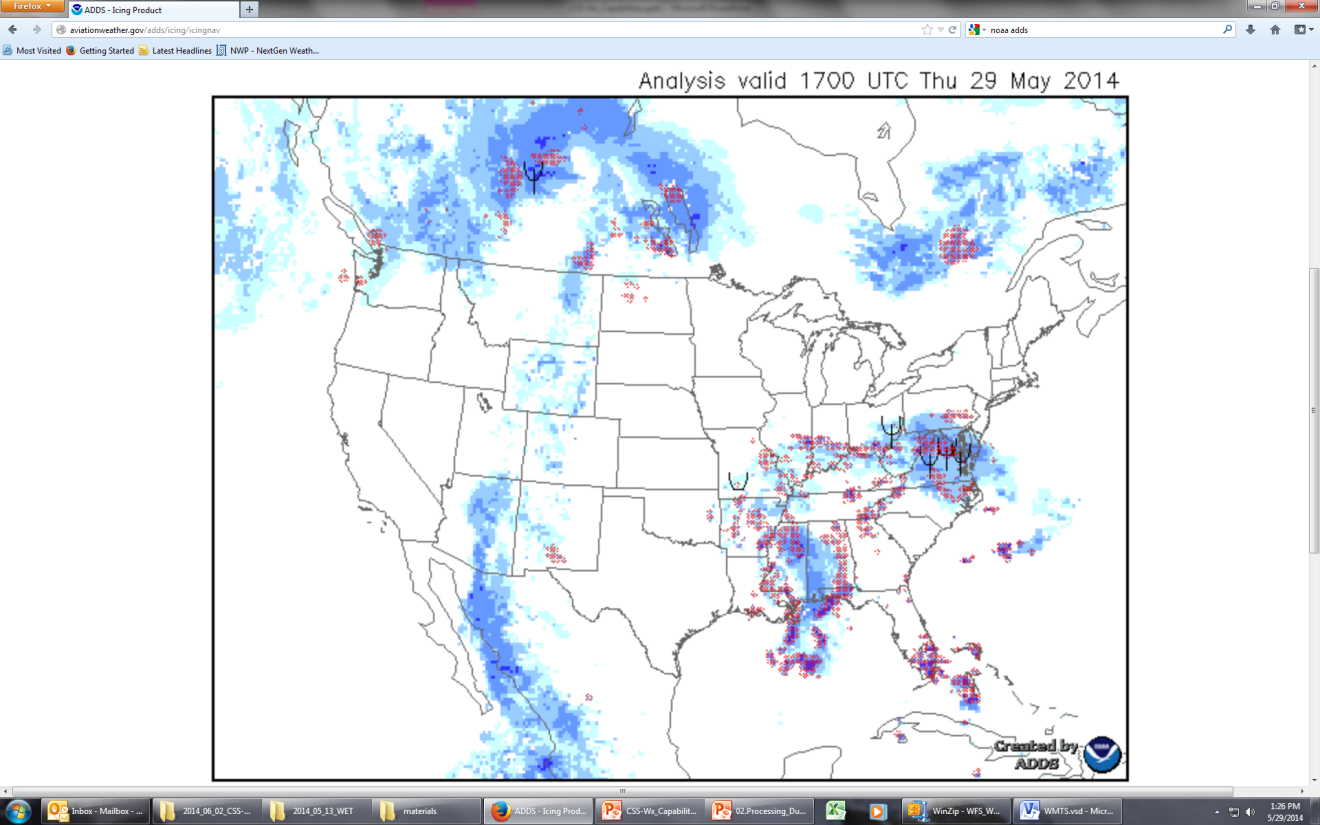 Firefox
ADDS - Icing Product
aviationweather.gov/adds/icing/icingnav
noaa adds
Most Visited
Getting Started
Latest Headlines
NWP - NextGen Weath...
Analysis valid 1700 UTC Thu 29 May 2014
Created by
ADDS
Inbox - Mailbox - ...
2014_06_02_CSS-...
2014_05_13_WET
materials
ADDS - Icing Prod...
CSS-Wx_Capabilit...
02.Processing_Du...
WinZip - WFS_W...
WMTS.vsd - Micr...
1:26 PM
5/29/2014